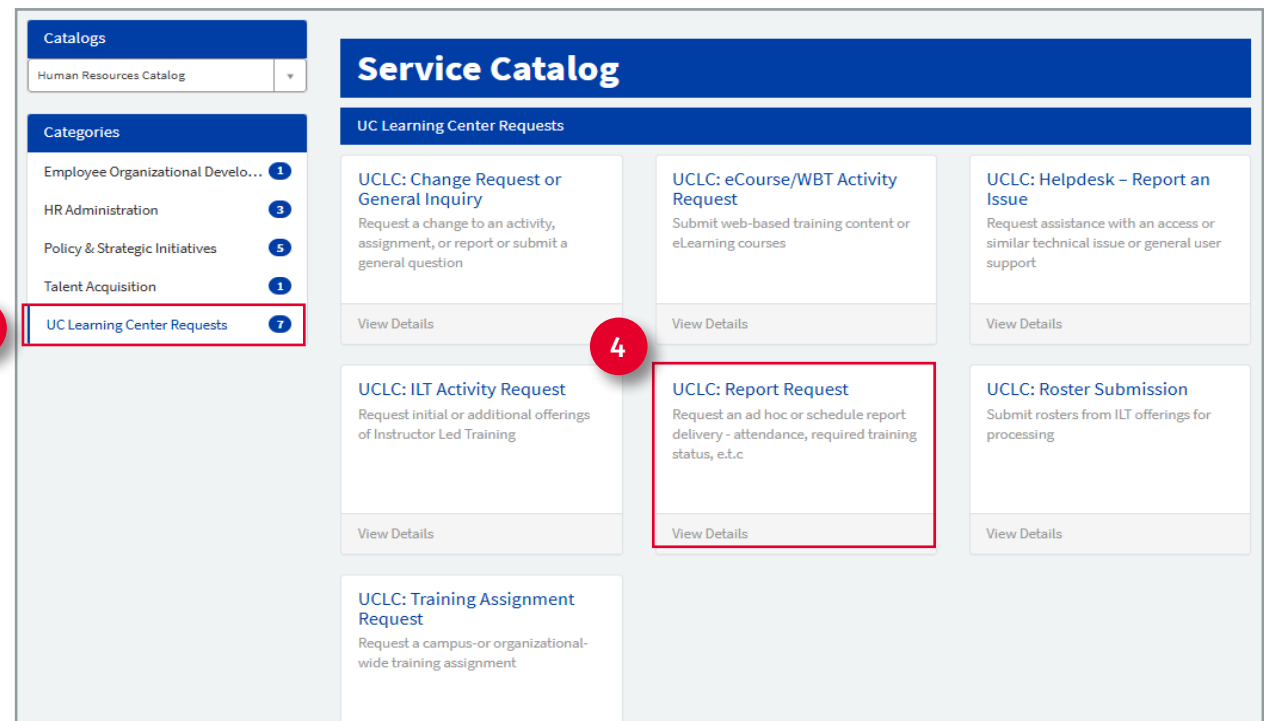 Catalogs
Human Resources Catalog
Categories
Employee Organizational Develo... 1
HR Administration 3
Policy & Strategic Initiatives 5
Talent Acquisition 1
UC Learning Center Requests 7
Service Catalog
UC Learning Center Requests
UCLC: Change Request or
General Inquiry
Request a change to an activity,
assignment, or report or submit a
general question
View Details
UCLC: eCourse/WBT Activity
Request
Submit web-based training content or
eLearning courses
View Details
UCLC: Helpdesk – Report an
Issue
Request assistance with an access or
similar technical issue or general user
support
View Details
UCLC: ILT Activity Request
Request initial or additional offerings
of Instructor Led Training
View Details
4
UCLC: Report Request
Request an ad hoc or schedule report
delivery - attendance, required training
status, e.t.c
View Details
UCLC: Roster Submission
Submit rosters from ILT offerings for
processing
View Details
UCLC: Training Assignment
Request
Request a campus-or organizational-
wide training assignment